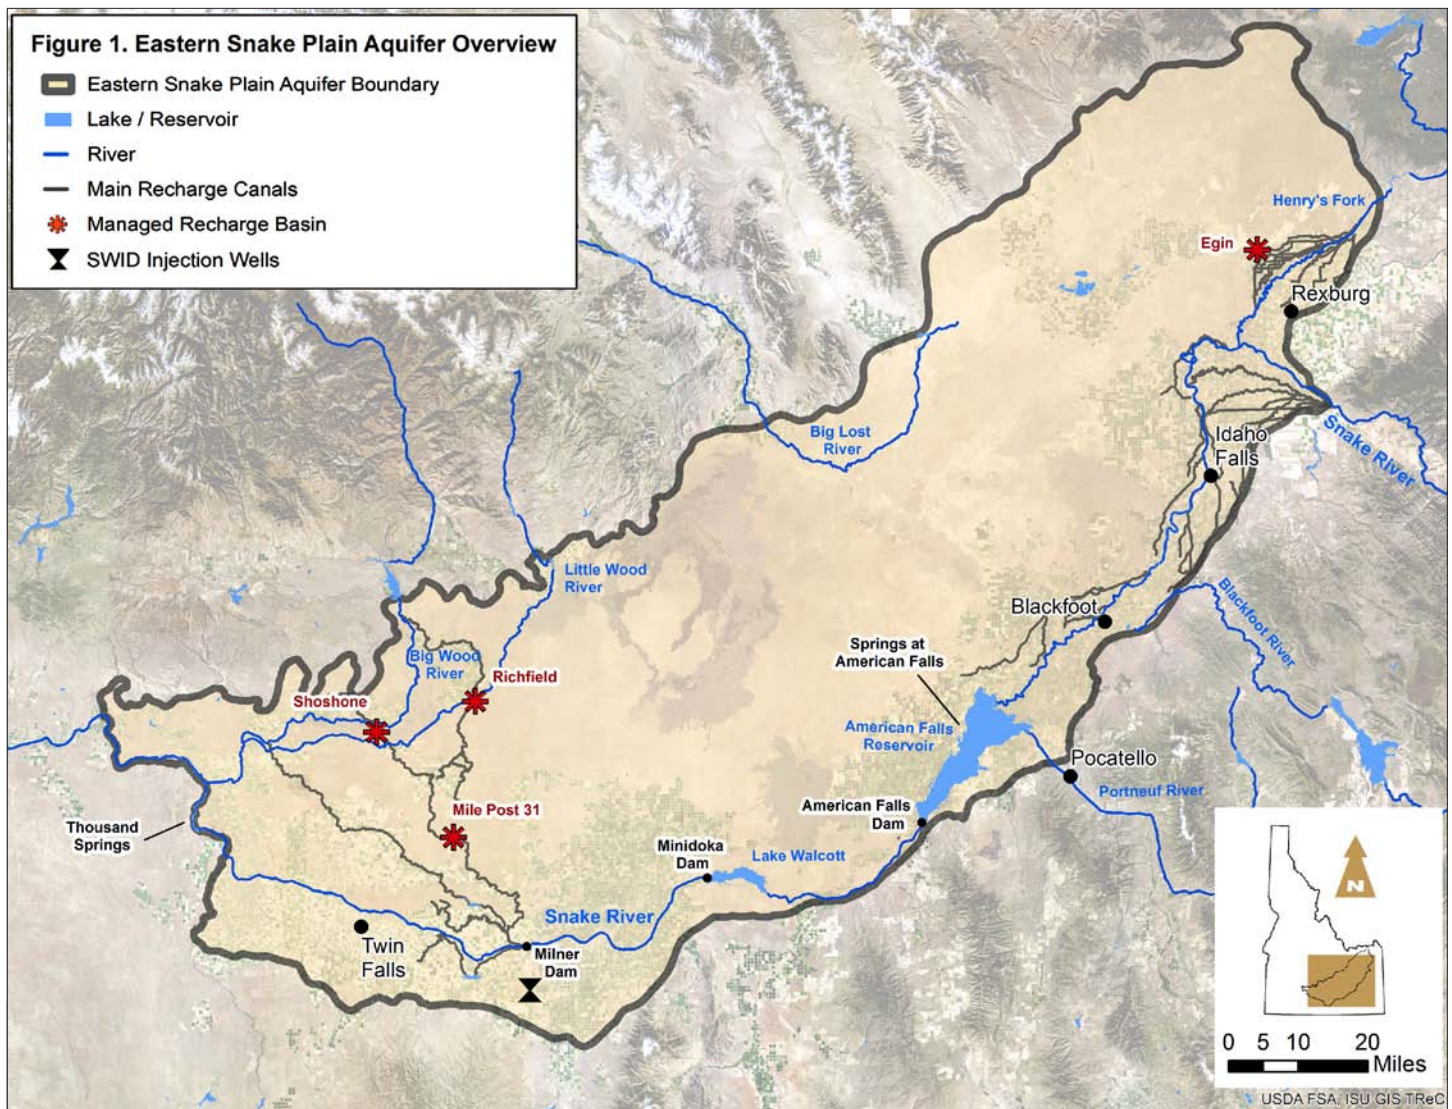 Figure 1. Eastern Snake Plain Aquifer Overview
Eastern Snake Plain Aquifer Boundary
Lake / Reservoir
River
Main Recharge Canals
Managed Recharge Basin
SWID Injection Wells
Henry's Fork
Egin
Rexburg
Snake River
Idaho
Falls
Big Lost
River
Little Wood
River
Blackfoot
Blackfoot River
Springs at
American Falls
Big Wood
River
Richfield
Shoshone
American Falls
Reservoir
Pocatello
Portneuf River
American Falls
Dam
Mile Post 31
Thousand
Springs
Minidoka
Dam
Lake Walcott
Snake River
Twin
Falls
Milner
Dam
N
0 5 10 20
Miles
USDA FSA, ISU GIS TReC